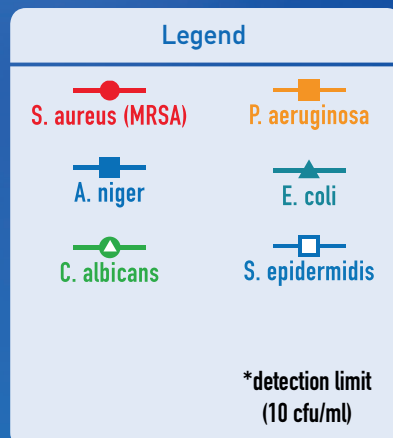 Legend
S. aureus (MRSA)
P. aeruginosa
A. niger
E. coli
C. albicans
S. epidermidis
*detection limit
(10 cfu/ml)